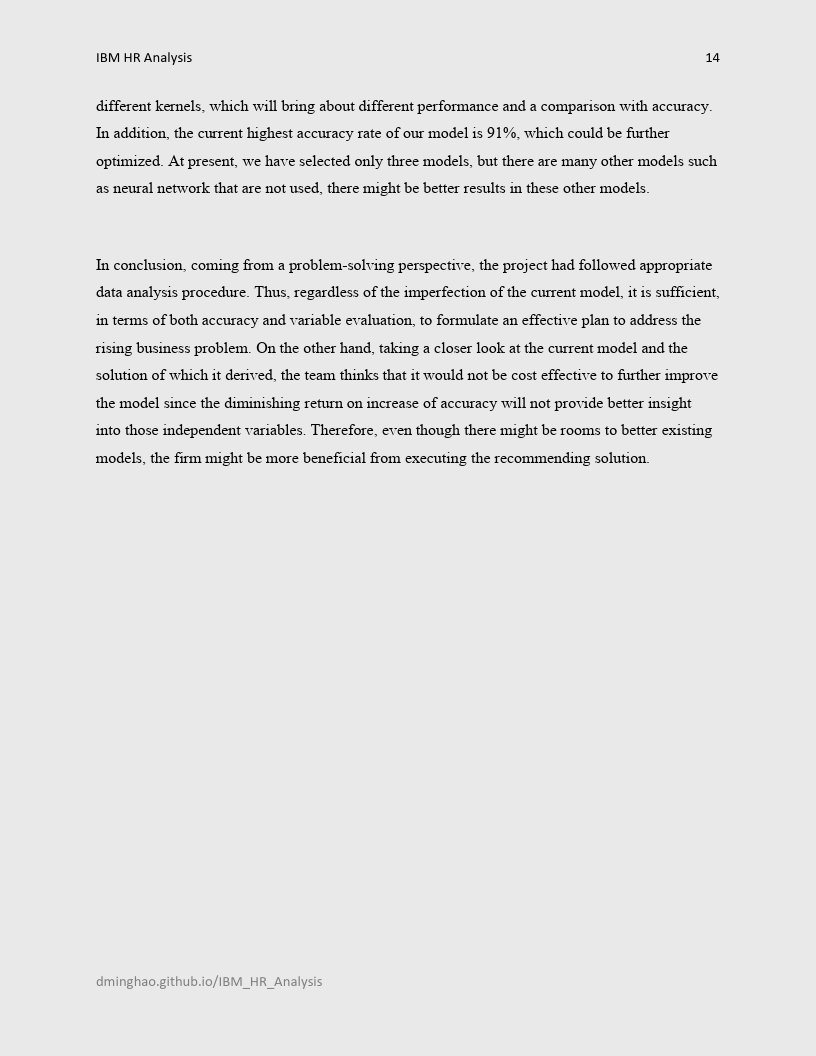 IBM HR Analysis 14
different kernels, which will bring about different performance and a comparison with accuracy.
In addition, the current highest accuracy rate of our model is 91%, which could be further
optimized. At present, we have selected only three models, but there are many other models such
as neural network that are not used, there might be better results in these other models.
In conclusion, coming from a problem-solving perspective, the project had followed appropriate
data analysis procedure. Thus, regardless of the imperfection of the current model, it is sufficient,
in terms of both accuracy and variable evaluation, to formulate an effective plan to address the
rising business problem. On the other hand, taking a closer look at the current model and the
solution of which it derived, the team thinks that it would not be cost effective to further improve
the model since the diminishing return on increase of accuracy will not provide better insight
into those independent variables. Therefore, even though there might be rooms to better existing
models, the firm might be more beneficial from executing the recommending solution.
dminghao.github.io/IBM_HR_Analysis